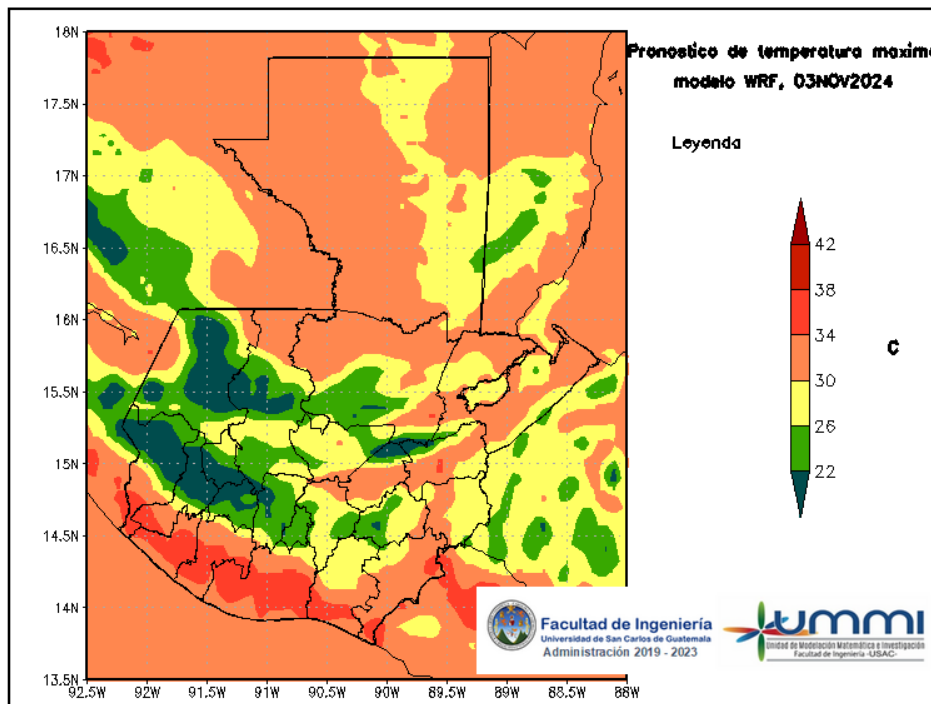 Pronostico de temperatura maxima
modelo WRF, 03NOV2024
Leyenda
18N
17.5N
17N
16.5N
16N
15.5N
15N
14.5N
14N
13.5N
92.5W 92W 91.5W 91W 90.5W 90W 89.5W 89W 88.5W 88W
42
38
34
30
26
22
C
Facultad de Ingeniería
Universidad de San Carlos de Guatemala
Administración 2019 - 2023
UMMI
Unidad de Modelación Matemática e Investigación
Facultad de Ingeniería -USAC-